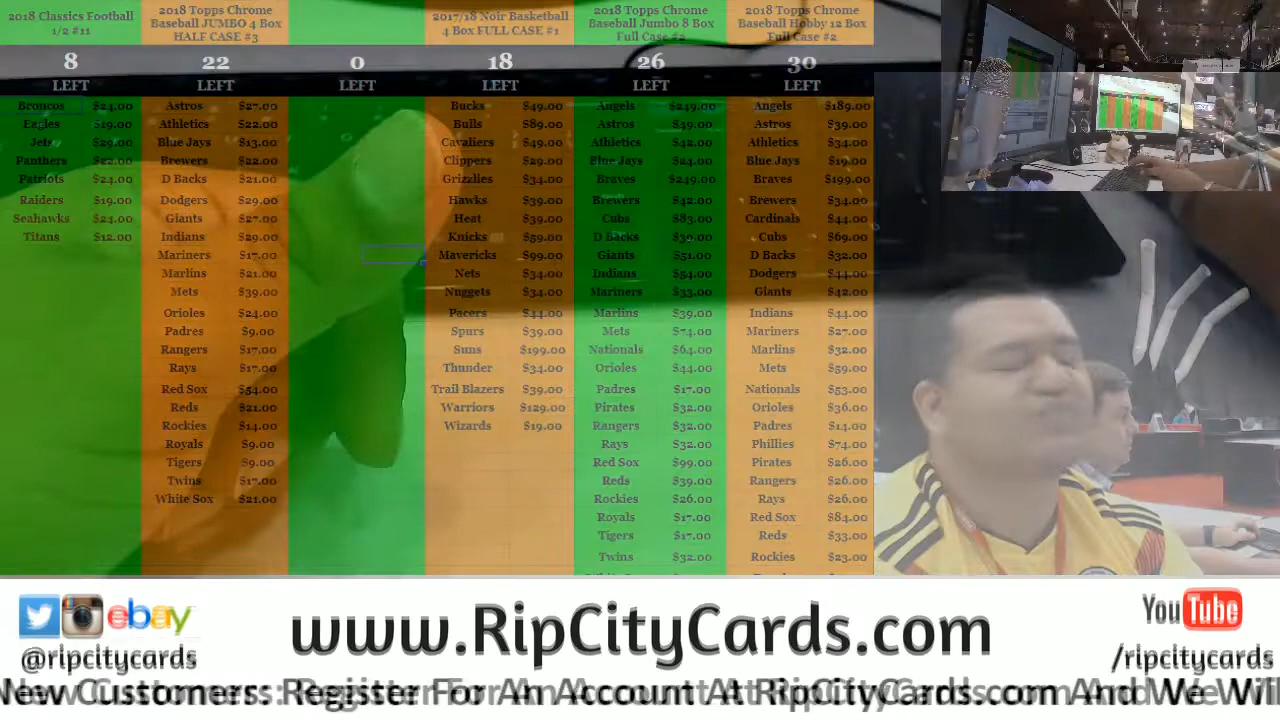 2018 Classics Football
1/2 #11
8
LEFT
Broncos $24.00
Eagles $19.00
Jets $29.00
Panthers $22.00
Patriots $24.00
Raiders $19.00
Seahawks $24.00
Titans $12.00
2018 Topps Chrome
Baseball JUMBO 4 Box
HALF CASE #3
22
LEFT
Astros $27.00
Athletics $22.00
Blue Jays $13.00
Brewers $22.00
D Backs $21.00
Dodgers $29.00
Giants $27.00
Indians $29.00
Mariners $17.00
Marlins $21.00
Mets $39.00
Orioles $24.00
Padres $9.00
Rangers $17.00
Rays $17.00
Red Sox $54.00
Reds $21.00
Rockies $14.00
Royals $9.00
Tigers $9.00
Twins $17.00
White Sox $21.00
0
LEFT
2017/18 Noir Basketball
4 Box FULL CASE #1
18
LEFT
Bucks $49.00
Bulls $89.00
Cavaliers $49.00
Clippers $29.00
Grizzlies $34.00
Hawks $39.00
Heat $39.00
Knicks $59.00
Mavericks $99.00
Nets $34.00
Nuggets $34.00
Pacers $44.00
Spurs $39.00
Suns $199.00
Thunder $34.00
Trail Blazers $39.00
Warriors $129.00
Wizards $19.00
2018 Topps Chrome
Baseball Jumbo 8 Box
Full Case #2
26
LEFT
Angels $249.00
Astros $49.00
Athletics $42.00
Blue Jays $24.00
Braves $249.00
Brewers $42.00
Cubs $83.00
D Backs $39.00
Giants $51.00
Indians $54.00
Mariners $33.00
Marlins $39.00
Mets $74.00
Nationals $64.00
Orioles $44.00
Padres $17.00
Pirates $32.00
Rangers $32.00
Rays $32.00
Red Sox $99.00
Reds $39.00
Rockies $26.00
Royals $17.00
Tigers $17.00
Twins $32.00
2018 Topps Chrome
Baseball Hobby 12 Box
Full Case #2
30
LEFT
Angels $189.00
Astros $39.00
Athletics $34.00
Blue Jays $19.00
Braves $199.00
Brewers $34.00
Cardinals $44.00
Cubs $69.00
D Backs $32.00
Dodgers $44.00
Giants $42.00
Indians $44.00
Mariners $27.00
Marlins $32.00
Mets $59.00
Nationals $53.00
Orioles $36.00
Padres $14.00
Phillies $74.00
Pirates $26.00
Rangers $26.00
Rays $26.00
Red Sox $84.00
Reds $33.00
Rockies $23.00
ebay
@ripcitycards
www.RipCityCards.com
YouTube
/ripcitycards
New Customers: Register For An Account At RipCityCards.com And We Will